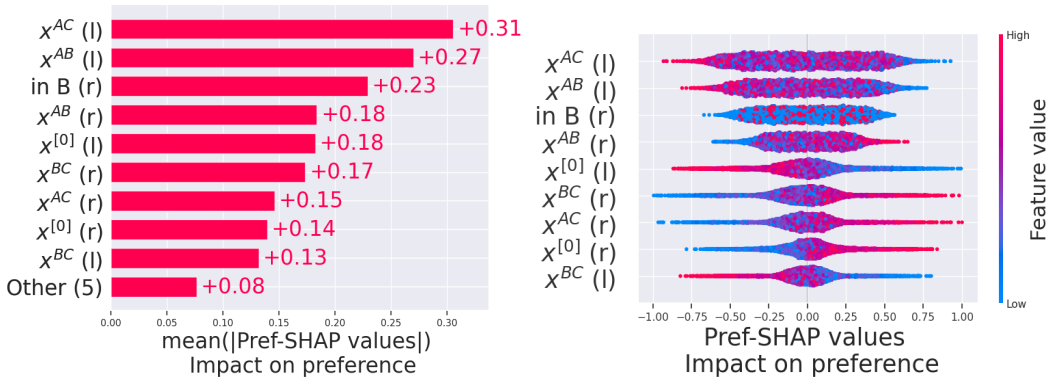 x^{AC} (l) +0.31
x^{AB} (l) +0.27
in B (r) +0.23
x^{AB} (r) +0.18
x^{[0]} (l) +0.18
x^{BC} (r) +0.17
x^{AC} (r) +0.15
x^{[0]} (r) +0.14
x^{BC} (l) +0.13
Other (5) +0.08
0.00 0.05 0.10 0.15 0.20 0.25 0.30
mean(|Pref-SHAP values|)
Impact on preference
High
x^{AC} (l)
x^{AB} (l)
in B (r)
x^{AB} (r)
x^{[0]} (l)
x^{BC} (r)
x^{AC} (r)
x^{[0]} (r)
x^{BC} (l)
Low
Feature value
−1.00 −0.75 −0.50 −0.25 0.00 0.25 0.50 0.75 1.00
Pref-SHAP values
Impact on preference